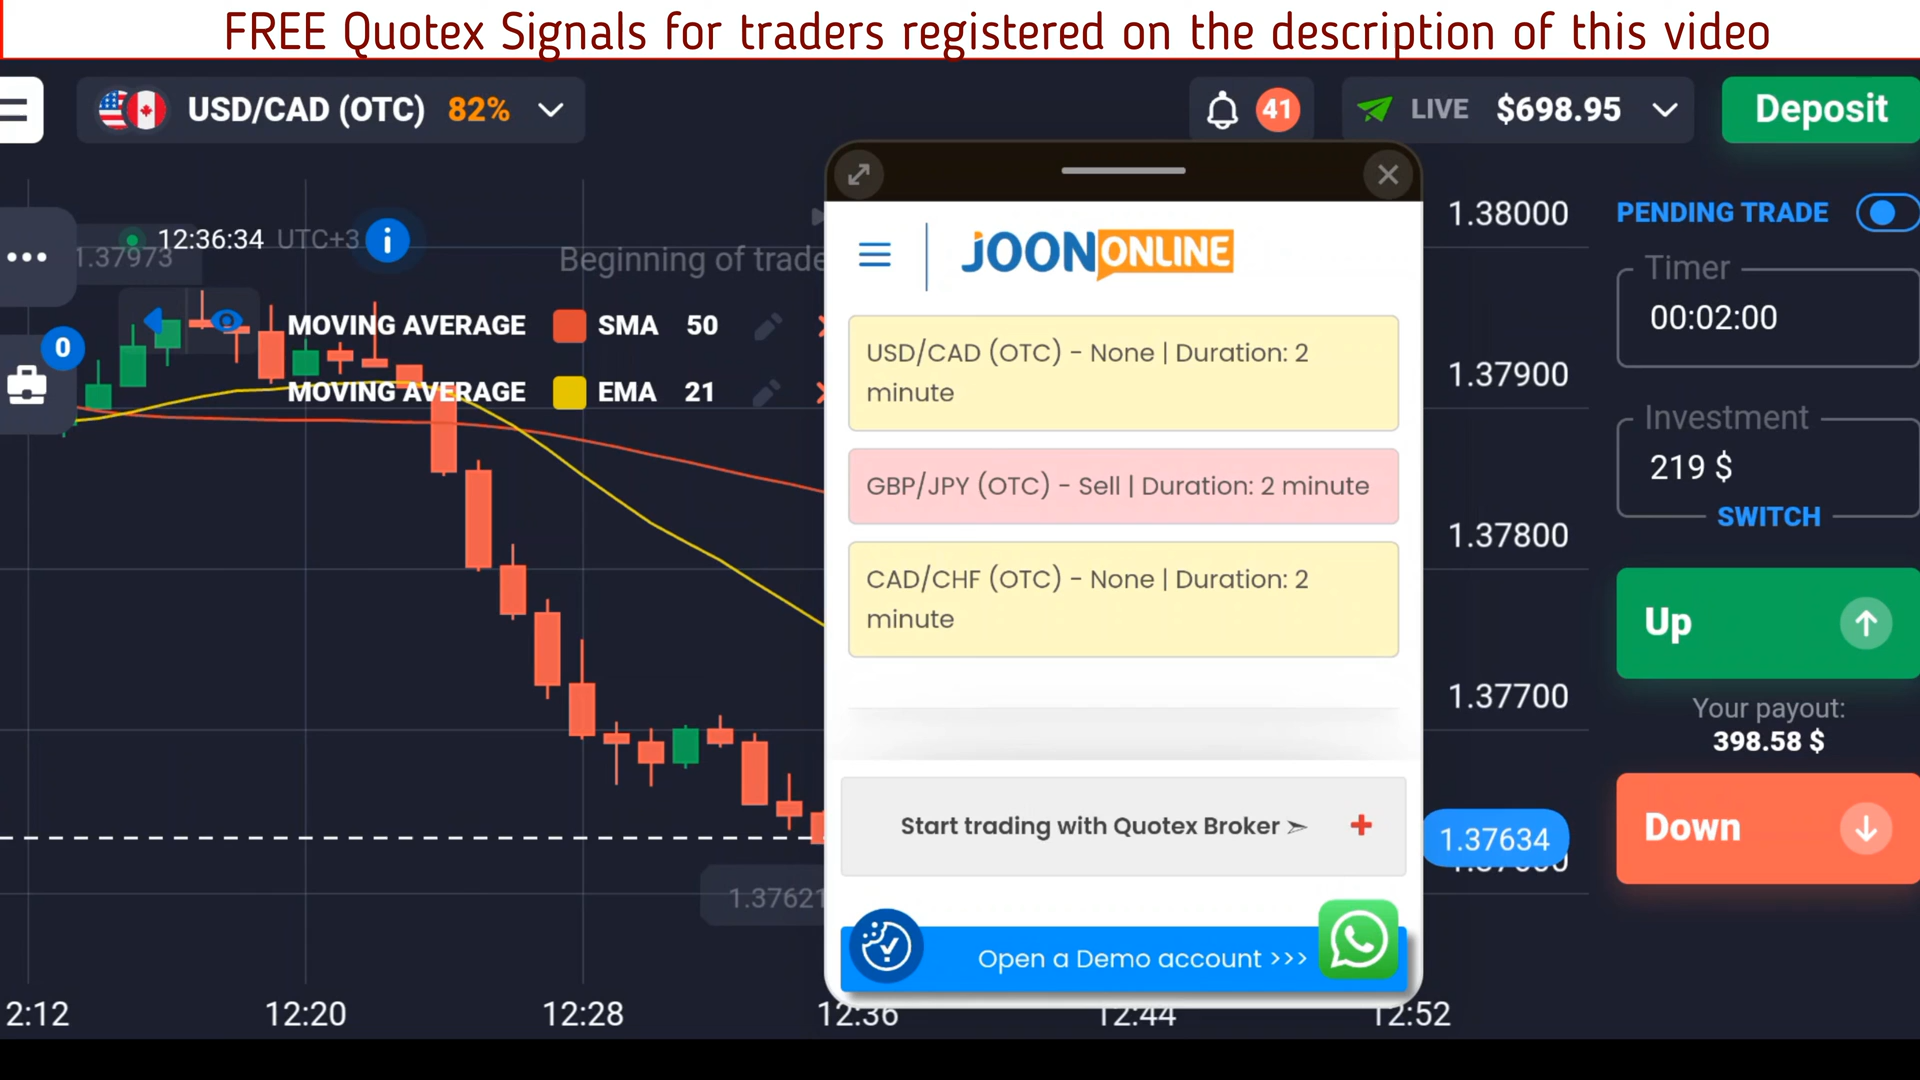 FREE Quotex Signals for traders registered on the description of this video
USD/CAD (OTC) 82%
41
LIVE $698.95
Deposit
12:36:34 UTC+3
1.37973
Beginning of trade
MOVING AVERAGE SMA 50
MOVING AVERAGE EMA 21
0
JOON ONLINE
USD/CAD (OTC) - None | Duration: 2
minute
GBP/JPY (OTC) - Sell | Duration: 2 minute
CAD/CHF (OTC) - None | Duration: 2
minute
Start trading with Quotex Broker ➣ +
Open a Demo account >>>
1.38000
1.37900
1.37800
1.37700
1.37634
1.37621
PENDING TRADE
Timer
00:02:00
Investment
219 $
SWITCH
Up
Your payout:
398.58 $
Down
2:12
12:20
12:28
12:36
12:44
12:52